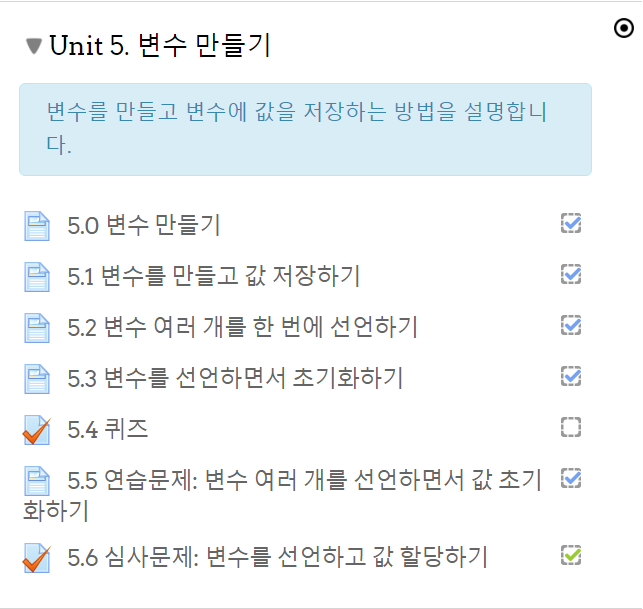 Unit 5. 변수 만들기
변수를 만들고 변수에 값을 저장하는 방법을 설명합니
다.
5.0 변수 만들기
5.1 변수를 만들고 값 저장하기
5.2 변수 여러 개를 한 번에 선언하기
5.3 변수를 선언하면서 초기화하기
5.4 퀴즈
5.5 연습문제: 변수 여러 개를 선언하면서 값 초기
화하기
5.6 심사문제: 변수를 선언하고 값 할당하기